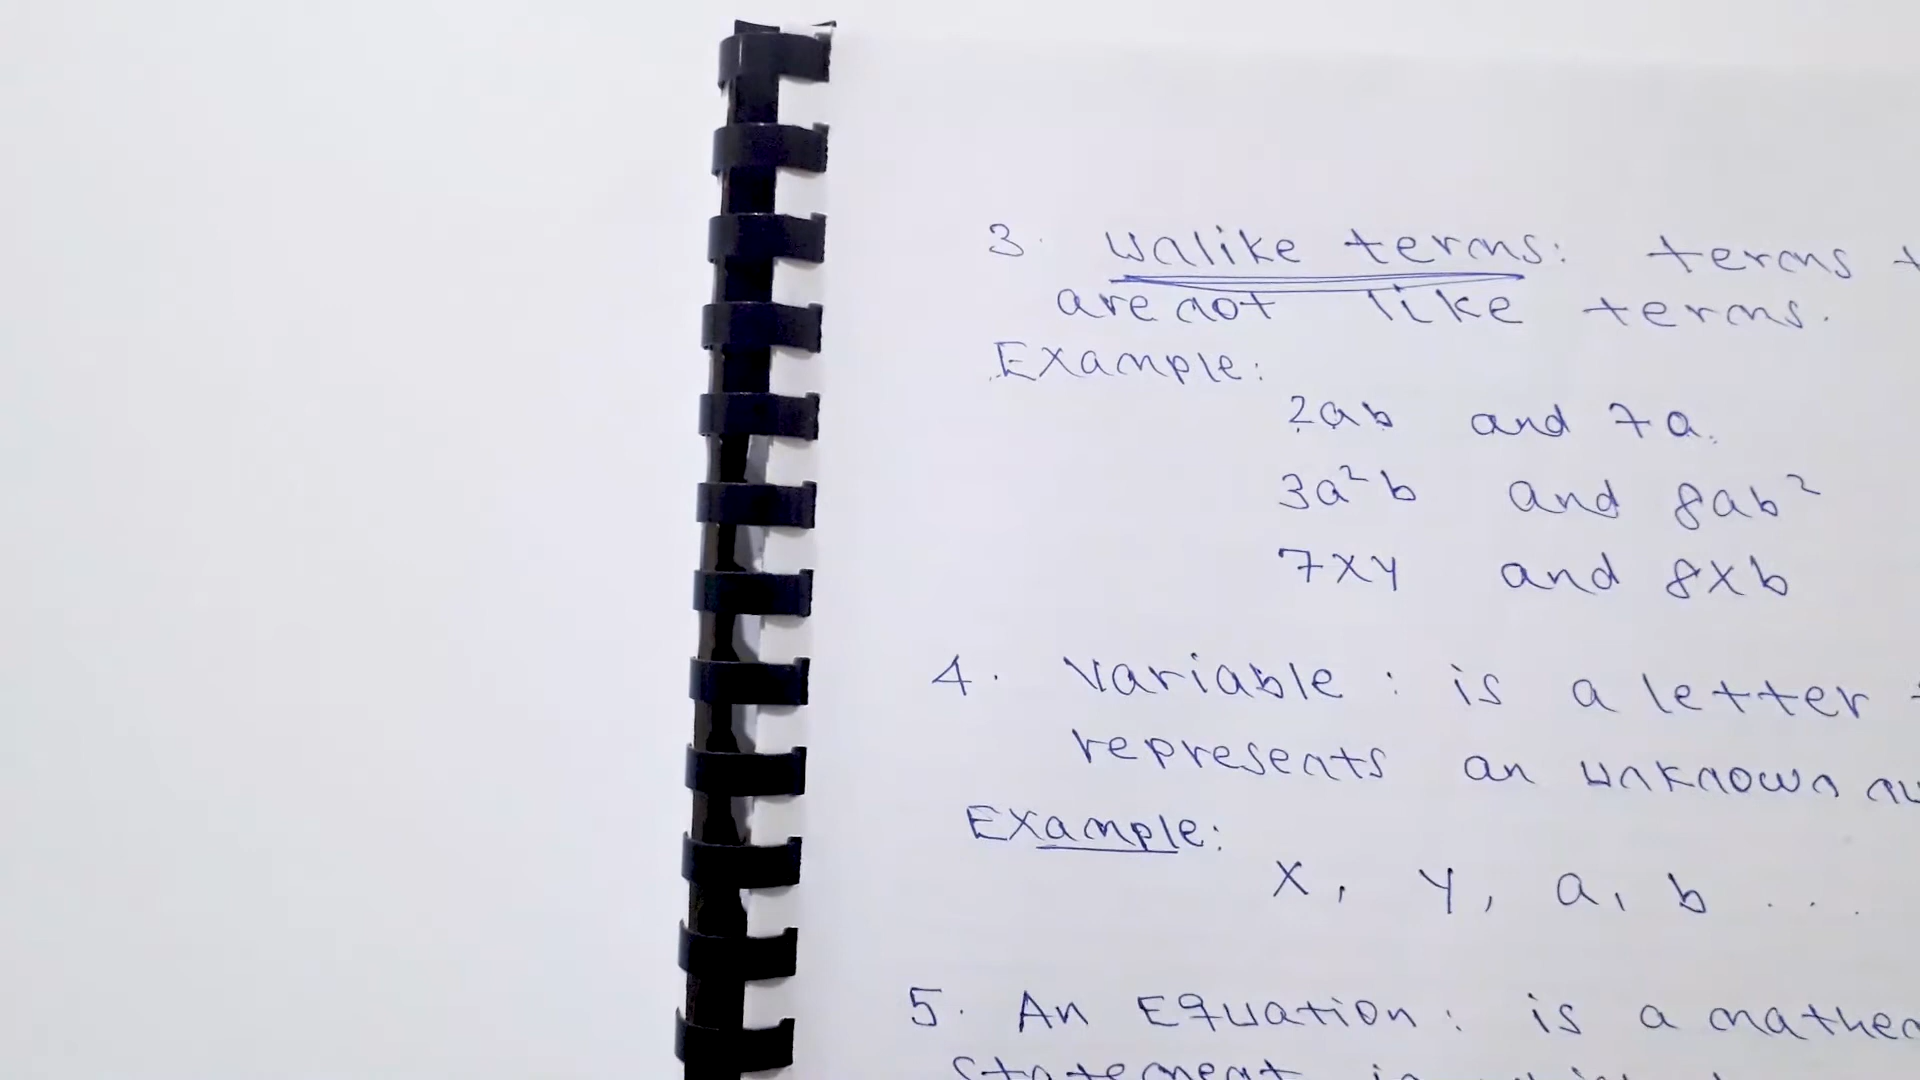 3. Unlike terms: terms
are not like terms.
Example:
2ab and 7a.
3a²b and 8ab²
7xy and 8xb
4. Variable: is a letter
represents an unknown
Example:
x, y, a, b ...
5. An Equation: is a
statement